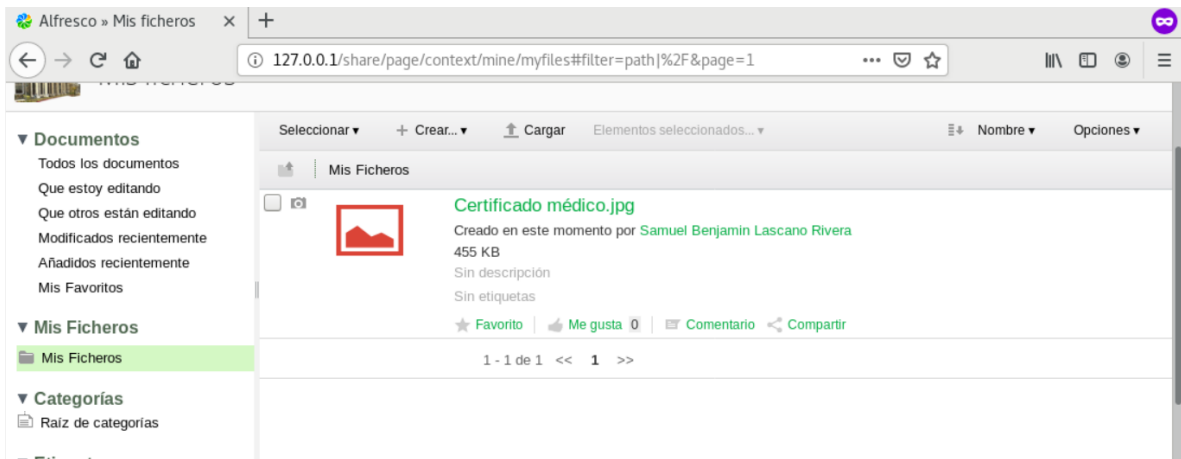 Alfresco » Mis ficheros × +
127.0.0.1/share/page/context/mine/myfiles#filter=path|%2F&page=1
Mis ficheros
Documentos
Todos los documentos
Que estoy editando
Que otros están editando
Modificados recientemente
Añadidos recientemente
Mis Favoritos
Mis Ficheros
Mis Ficheros
Categorías
Raíz de categorías
Seleccionar ▾ + Crear... ▾ Cargar Elementos seleccionados... ▾ Nombre ▾ Opciones ▾
Mis Ficheros
Certificado médico.jpg
Creado en este momento por Samuel Benjamin Lascano Rivera
455 KB
Sin descripción
Sin etiquetas
Favorito Me gusta 0 Comentario Compartir
1 - 1 de 1 << 1 >>